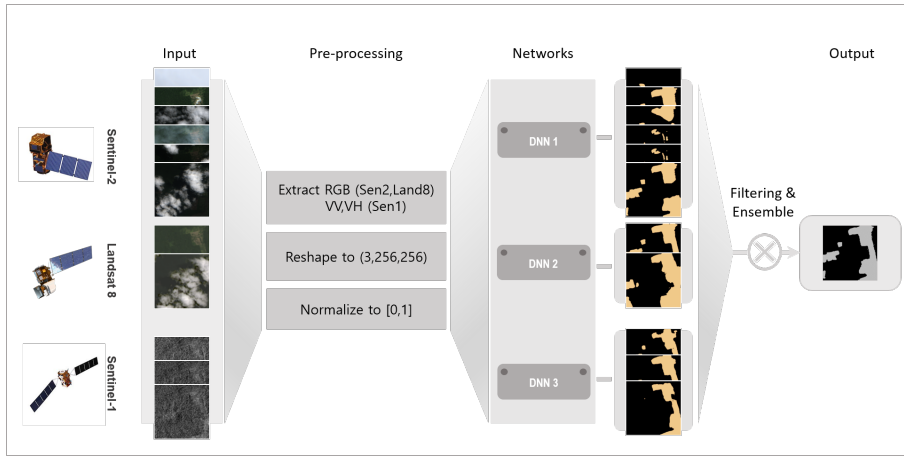 Input
Pre-processing
Networks
Output
Sentinel-2
Landsat 8
Sentinel-1
Extract RGB (Sen2,Land8)
VV,VH (Sen1)
Reshape to (3,256,256)
Normalize to [0,1]
DNN 1
DNN 2
DNN 3
Filtering &
Ensemble